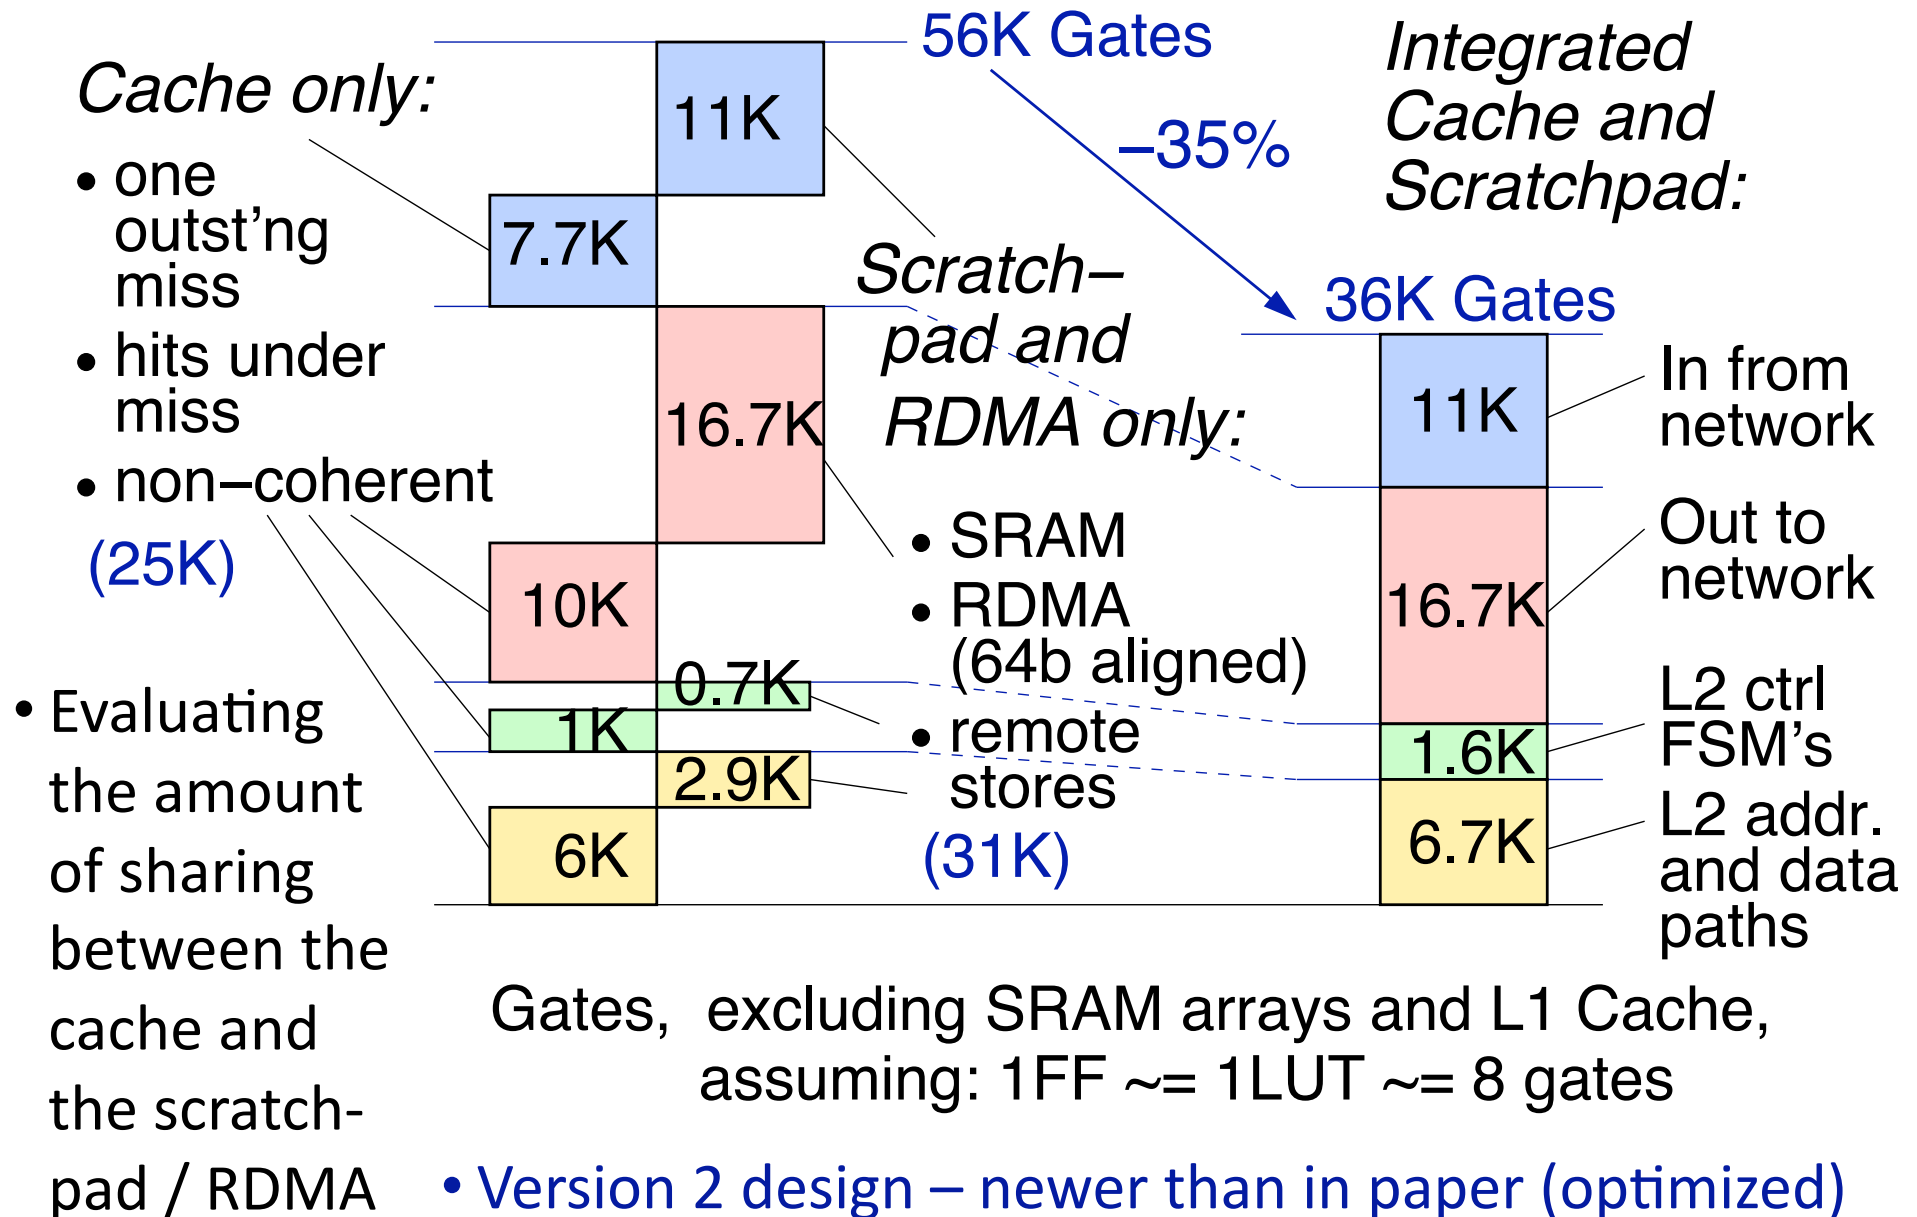 Cache only:
• one
outst'ng
miss
• hits under
miss
• non–coherent
(25K)
• Evaluating
the amount
of sharing
between the
cache and
the scratch-
pad / RDMA
11K
7.7K
16.7K
10K
0.7K
1K
2.9K
6K
56K Gates
–35%
Scratch–
pad and
RDMA only:
• SRAM
• RDMA
(64b aligned)
• remote
stores
(31K)
Integrated
Cache and
Scratchpad:
36K Gates
11K
16.7K
1.6K
6.7K
In from
network
Out to
network
L2 ctrl
FSM's
L2 addr.
and data
paths
Gates, excluding SRAM arrays and L1 Cache,
assuming: 1FF ~= 1LUT ~= 8 gates
• Version 2 design – newer than in paper (optimized)